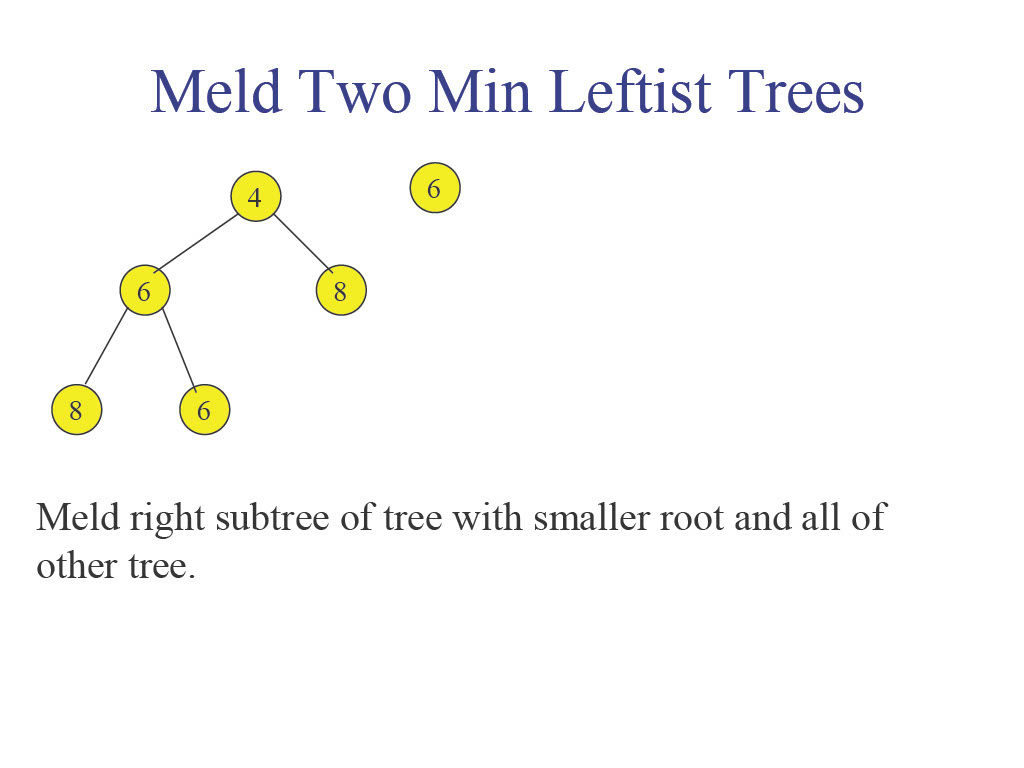 Meld Two Min Leftist Trees
4
6
6
8
8
6
Meld right subtree of tree with smaller root and all of
other tree.